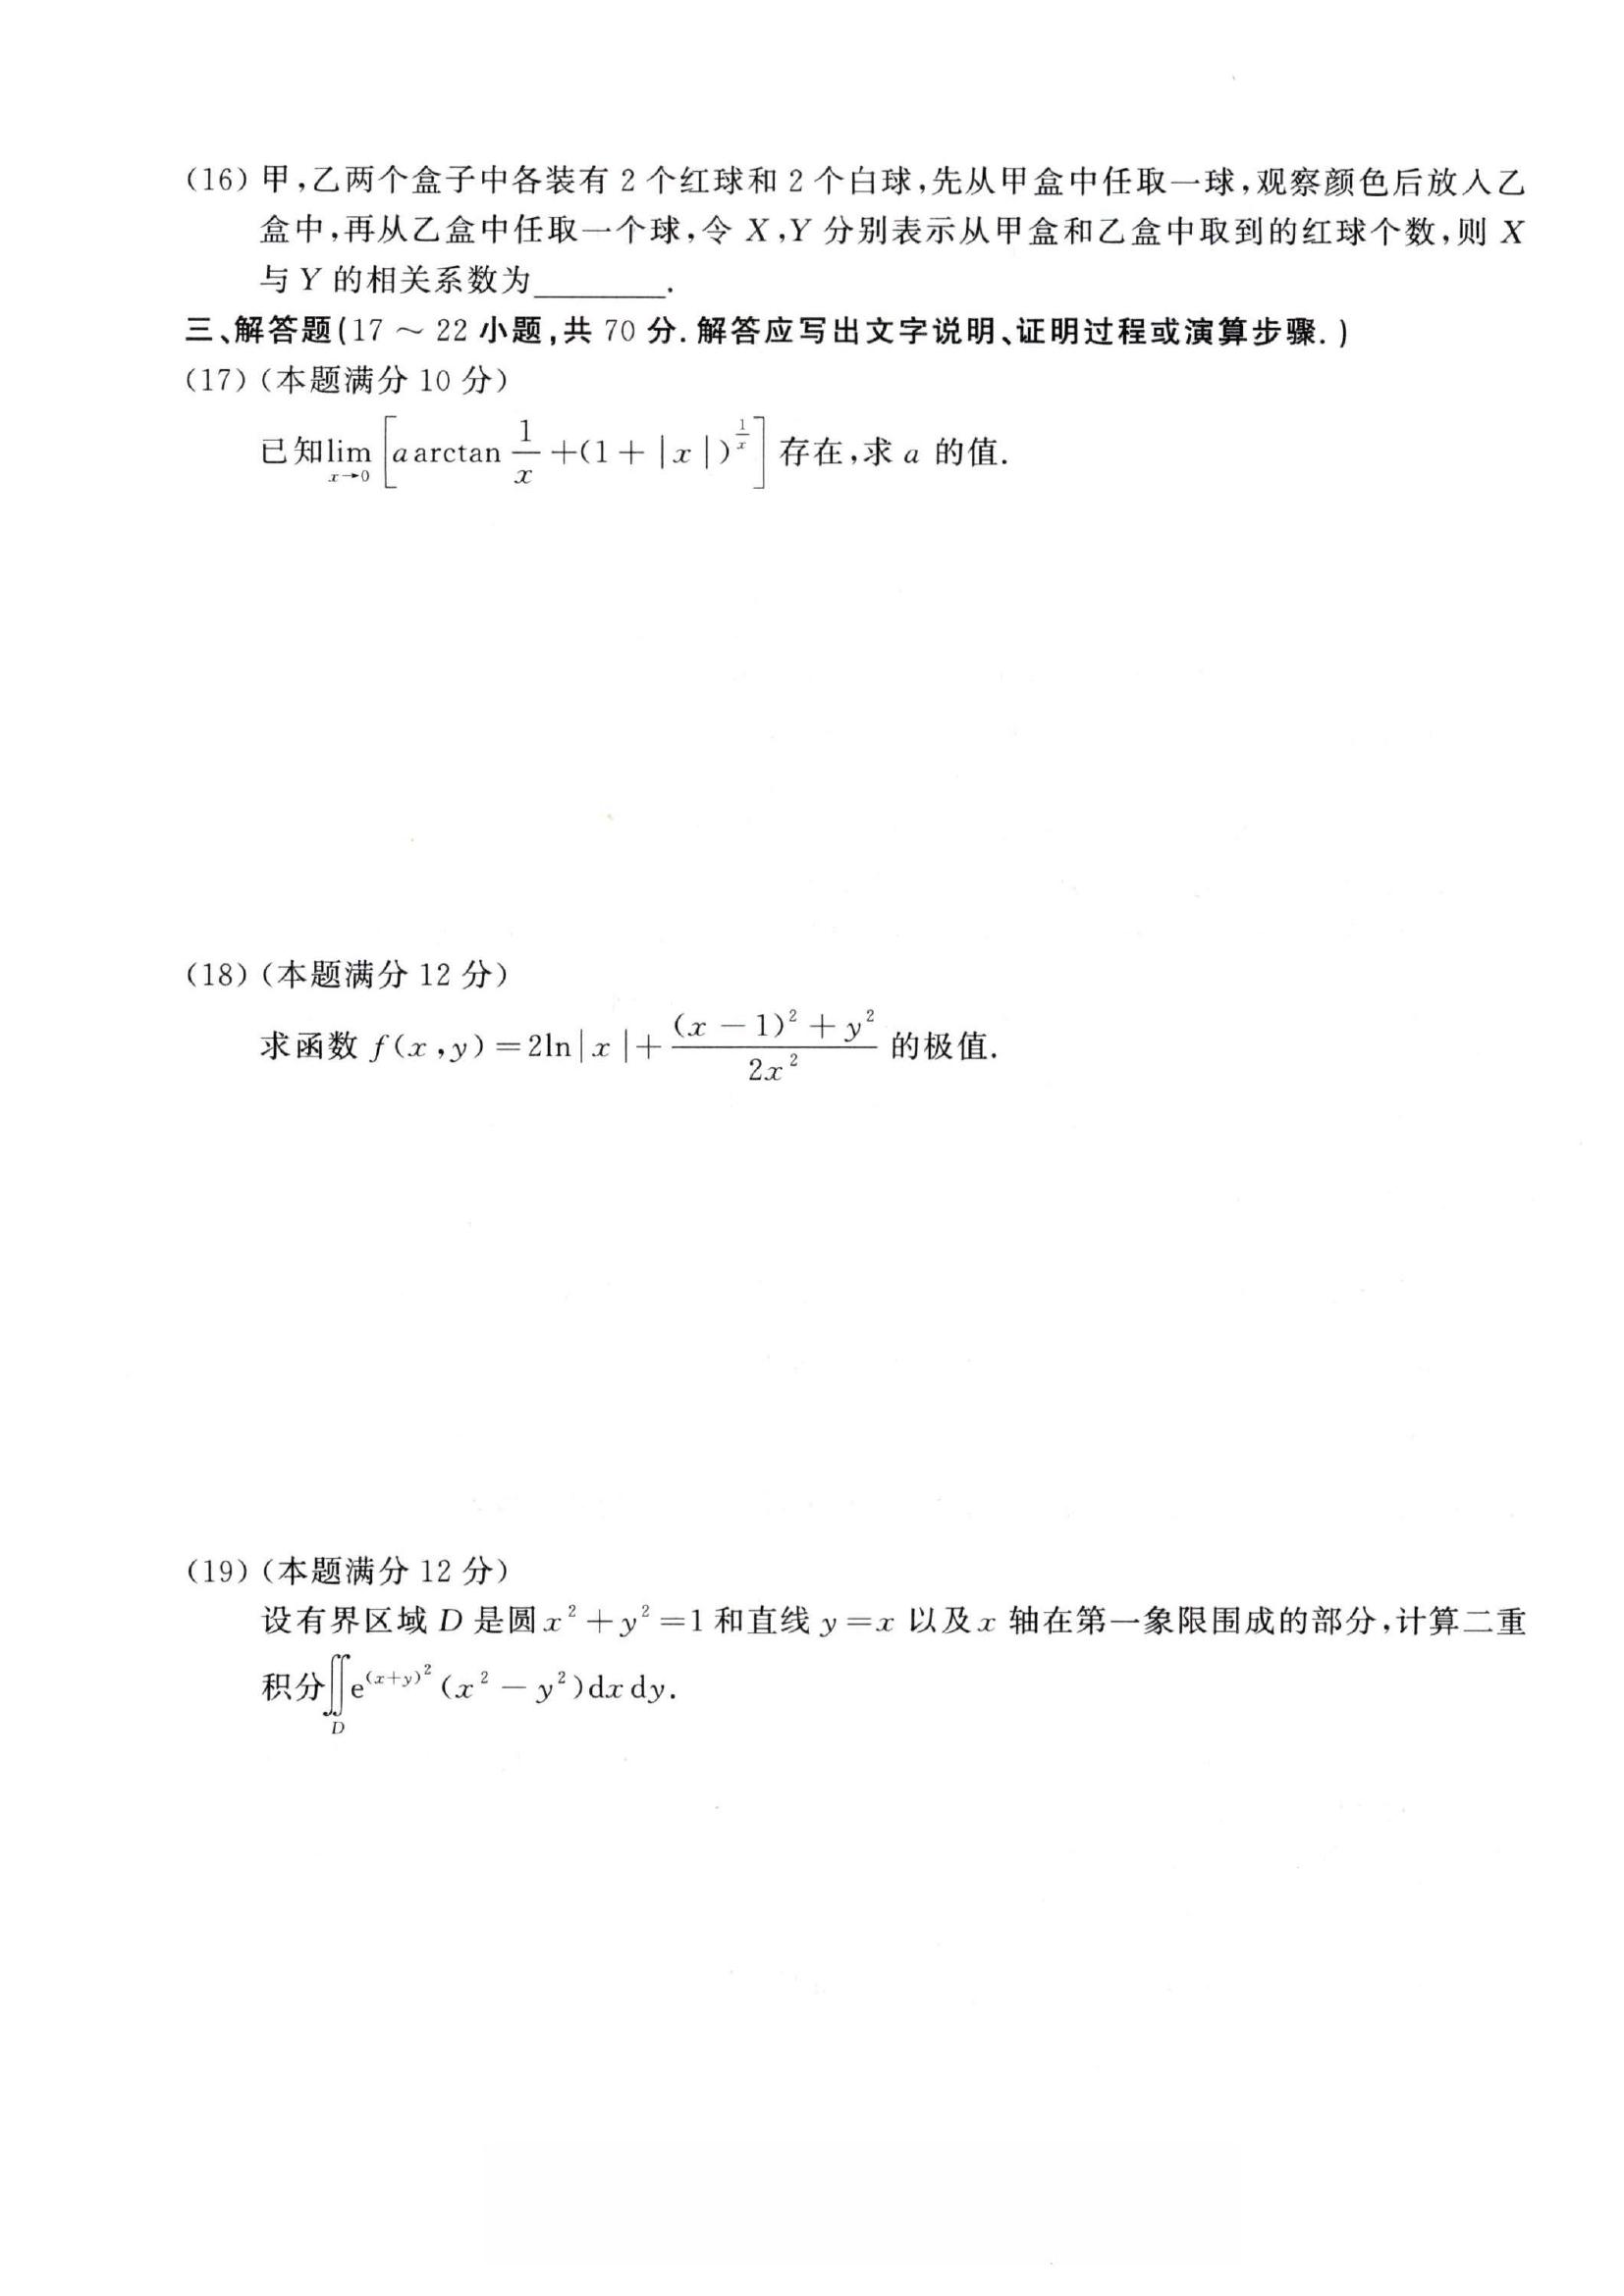 (16) 甲,乙两个盒子中各装有 2 个红球和 2 个白球,先从甲盒中任取一球,观察颜色后放入乙
盒中,再从乙盒中任取一个球,令 X,Y 分别表示从甲盒和乙盒中取到的红球个数,则 X
与 Y 的相关系数为________.
三、解答题(17 ～ 22 小题,共 70 分.解答应写出文字说明、证明过程或演算步骤.)
(17) (本题满分 10 分)
已知$\lim_{x \to 0}\left[a\arctan\frac{1}{x}+(1+|x|)^{\frac{1}{x}}\right]$存在,求 a 的值.
(18) (本题满分 12 分)
求函数 $f(x,y)=2\ln|x|+\frac{(x-1)^2+y^2}{2x^2}$ 的极值.
(19) (本题满分 12 分)
设有界区域 D 是圆 $x^2+y^2=1$ 和直线 y=x 以及 x 轴在第一象限围成的部分,计算二重
积分$\iint_D e^{(x+y)^2}(x^2-y^2)dxdy$.